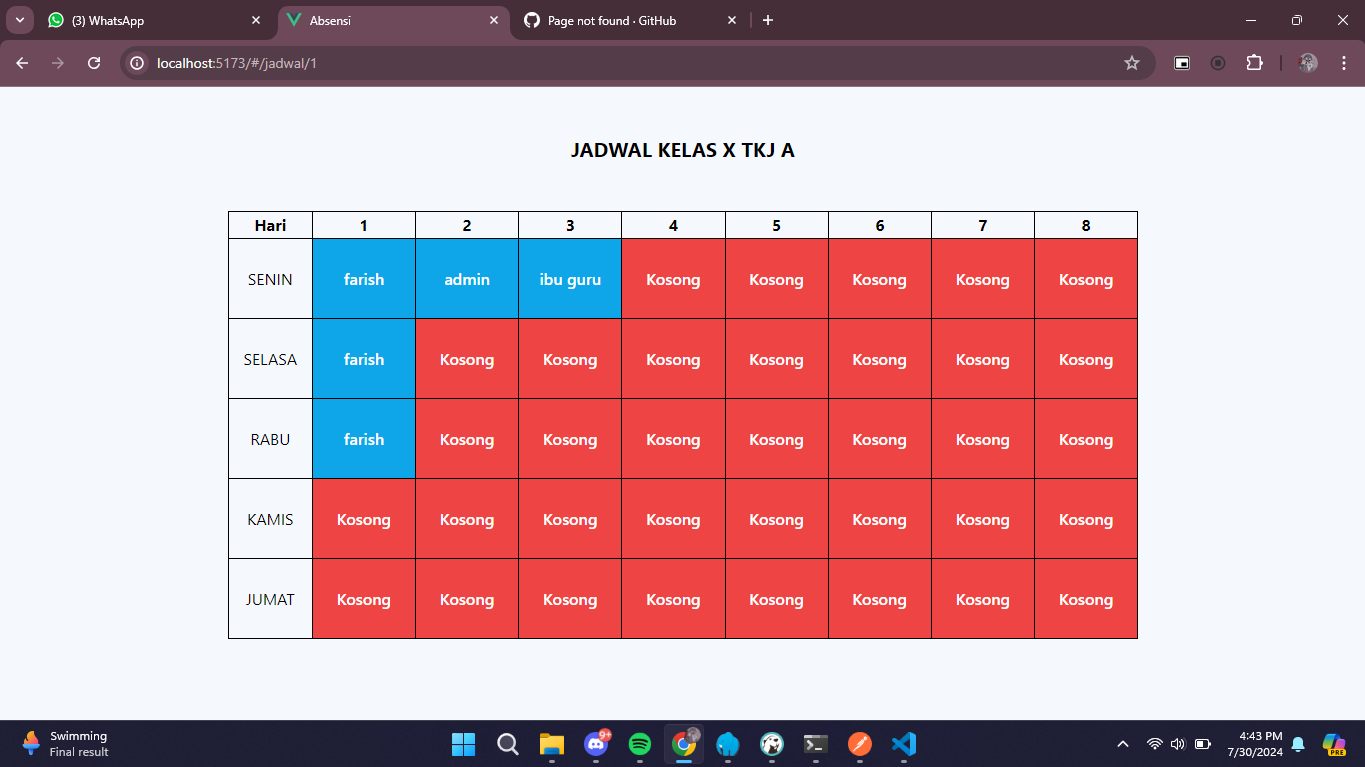 (3) WhatsApp
Absensi
Page not found · GitHub
localhost:5173/#/jadwal/1
JADWAL KELAS X TKJ A
Hari 1 2 3 4 5 6 7 8
SENIN farish admin ibu guru Kosong Kosong Kosong Kosong Kosong
SELASA farish Kosong Kosong Kosong Kosong Kosong Kosong Kosong
RABU farish Kosong Kosong Kosong Kosong Kosong Kosong Kosong
KAMIS Kosong Kosong Kosong Kosong Kosong Kosong Kosong Kosong
JUMAT Kosong Kosong Kosong Kosong Kosong Kosong Kosong Kosong
Swimming
Final result
9+
4:43 PM
7/30/2024
PRE